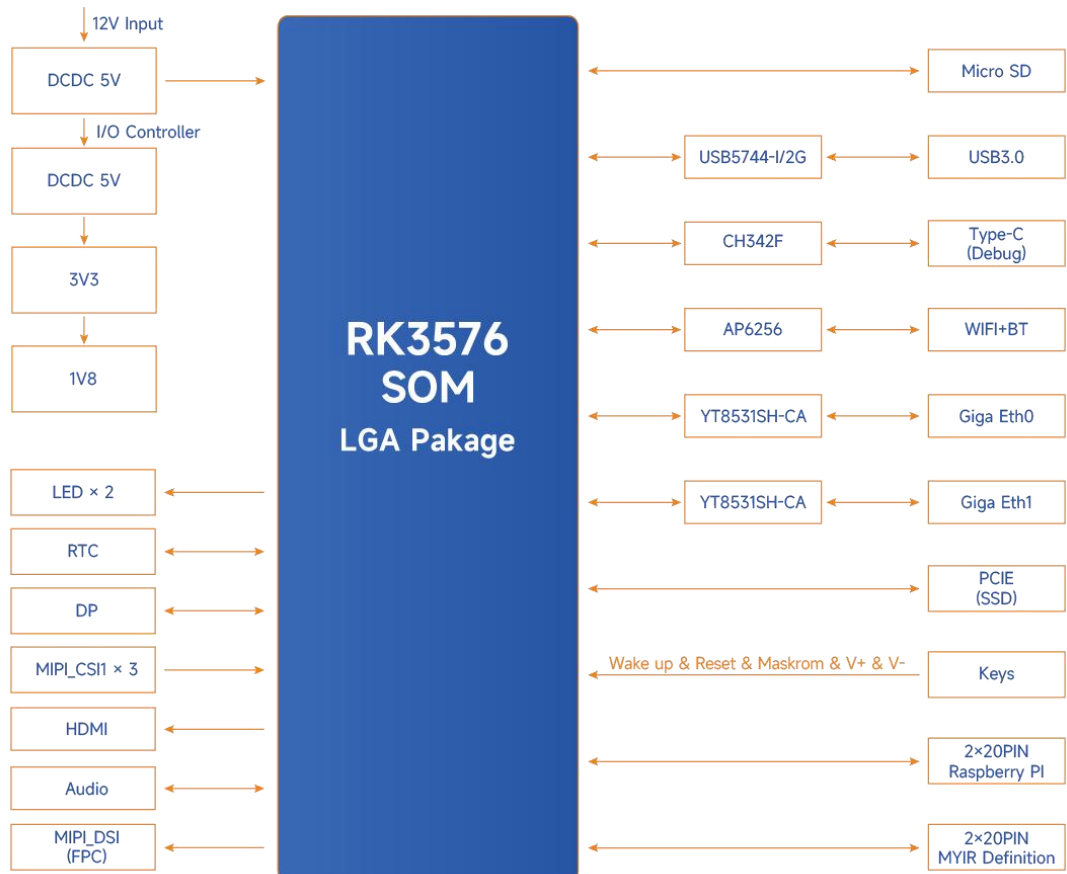 12V Input
DCDC 5V
I/O Controller
DCDC 5V
3V3
1V8
LED × 2
RTC
DP
MIPI_CSI1 × 3
HDMI
Audio
MIPI_DSI
(FPC)
RK3576
SOM
LGA Pakage
Micro SD
USB5744-I/2G
USB3.0
CH342F
Type-C
(Debug)
AP6256
WIFI+BT
YT8531SH-CA
Giga Eth0
YT8531SH-CA
Giga Eth1
PCIE
(SSD)
Wake up & Reset & Maskrom & V+ & V-
Keys
2×20PIN
Raspberry PI
2×20PIN
MYIR Definition